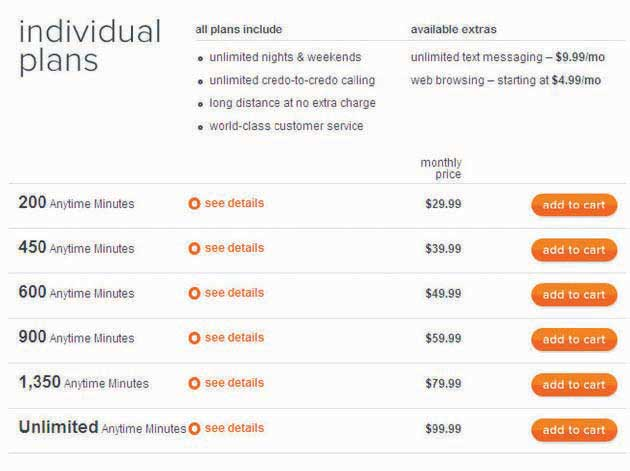 individual
plans
all plans include
unlimited nights & weekends
unlimited credo-to-credo calling
long distance at no extra charge
world-class customer service
available extras
unlimited text messaging – $9.99/mo
web browsing – starting at $4.99/mo
monthly
price
200 Anytime Minutes see details $29.99 add to cart
450 Anytime Minutes see details $39.99 add to cart
600 Anytime Minutes see details $49.99 add to cart
900 Anytime Minutes see details $59.99 add to cart
1,350 Anytime Minutes see details $79.99 add to cart
Unlimited Anytime Minutes see details $99.99 add to cart